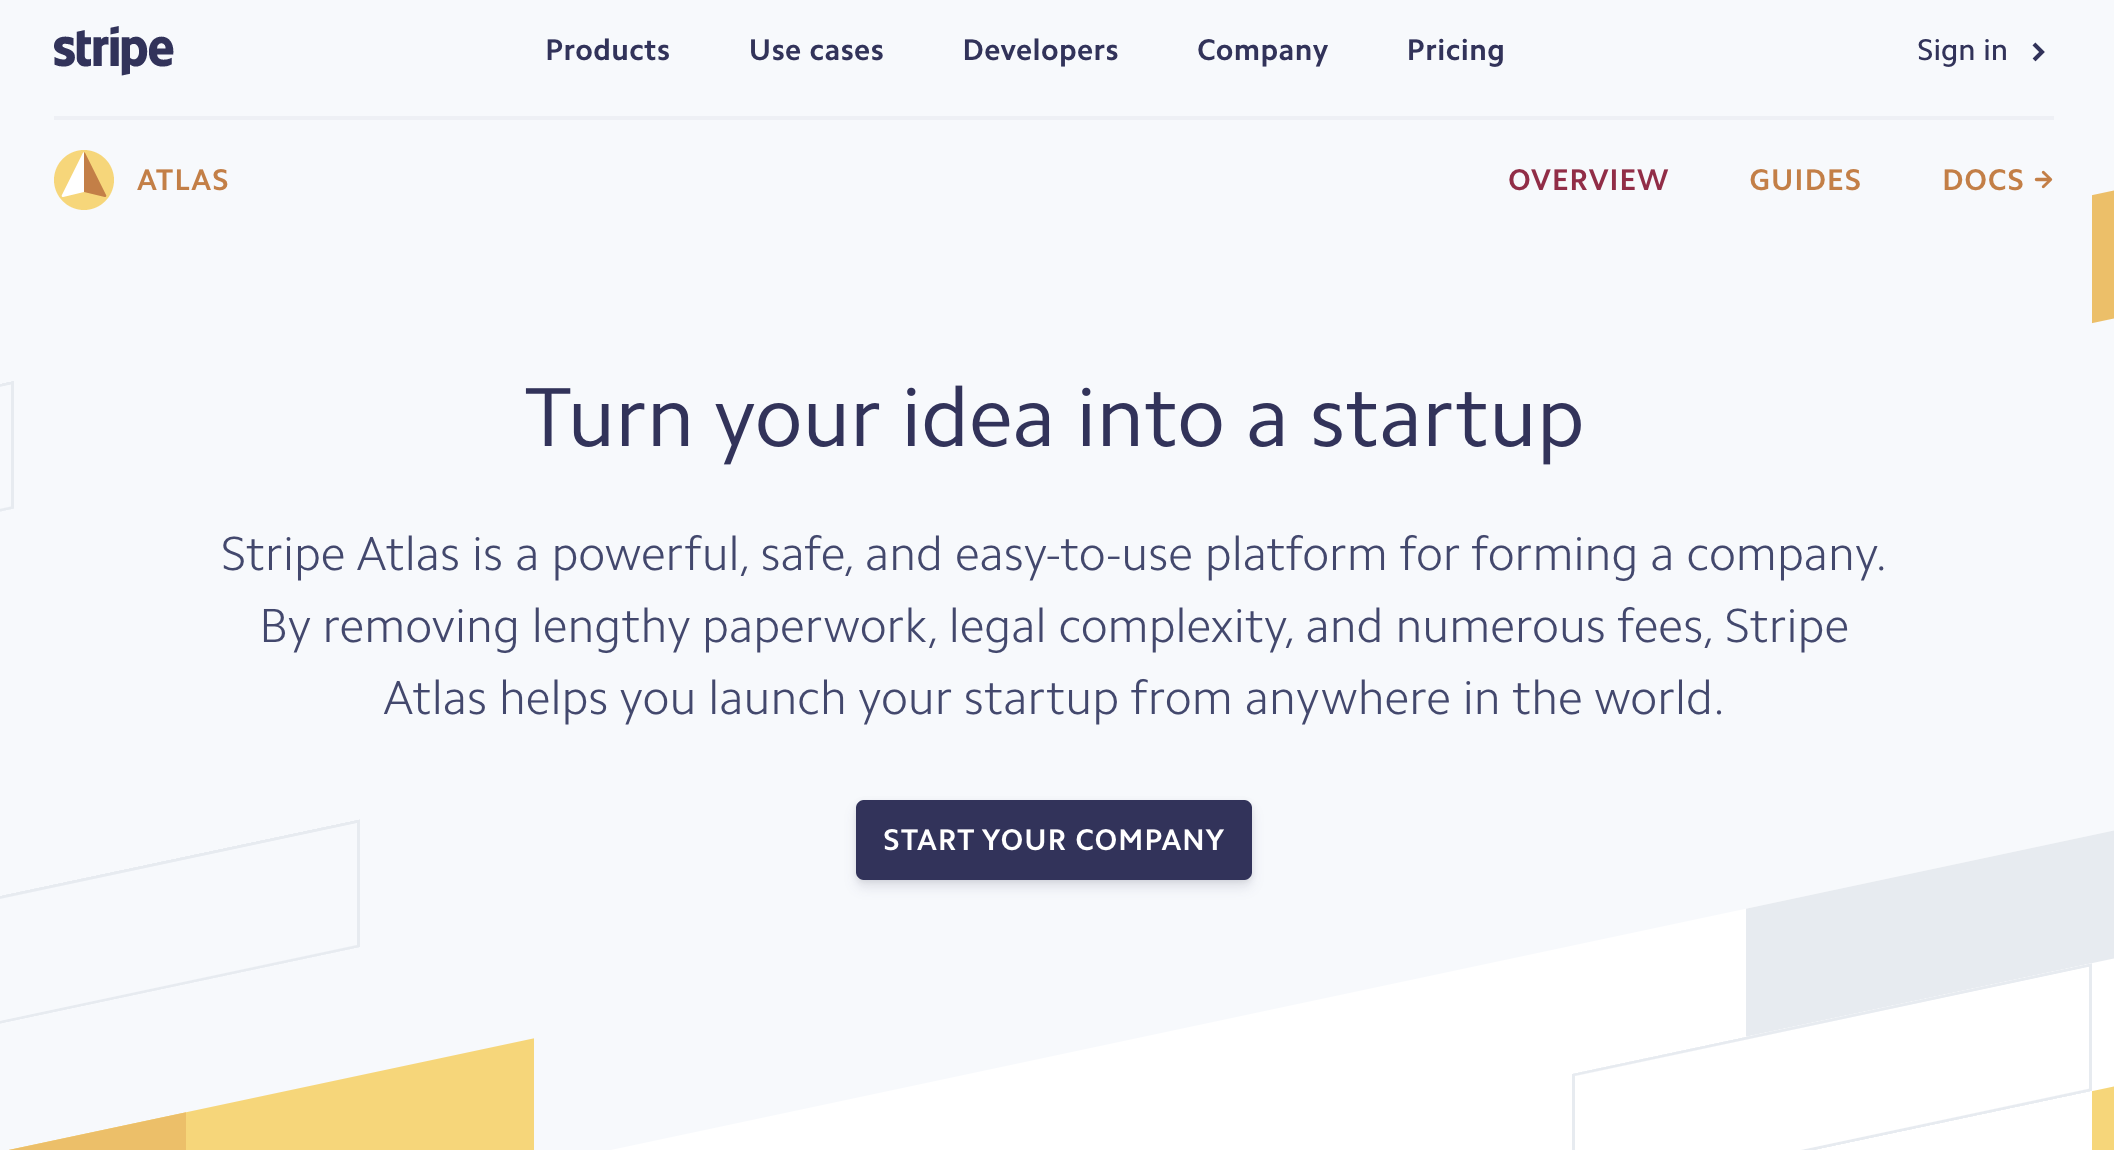 stripe
Products Use cases Developers Company Pricing Sign in
ATLAS
OVERVIEW GUIDES DOCS →
Turn your idea into a startup
Stripe Atlas is a powerful, safe, and easy-to-use platform for forming a company.
By removing lengthy paperwork, legal complexity, and numerous fees, Stripe
Atlas helps you launch your startup from anywhere in the world.
START YOUR COMPANY